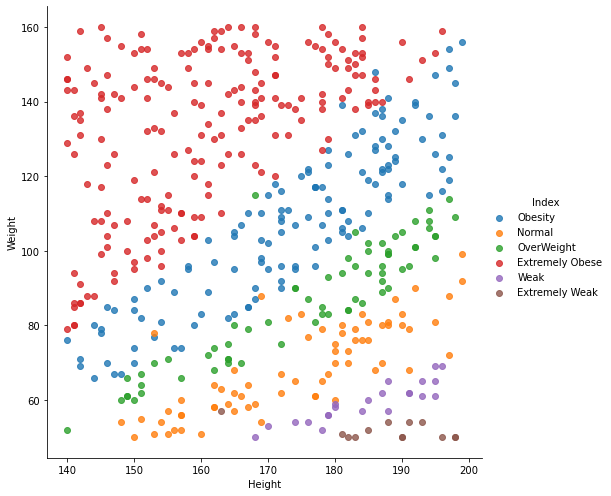 160
140
120
100
80
60
Weight
140
150
160
170
180
190
200
Height
Index
Obesity
Normal
OverWeight
Extremely Obese
Weak
Extremely Weak